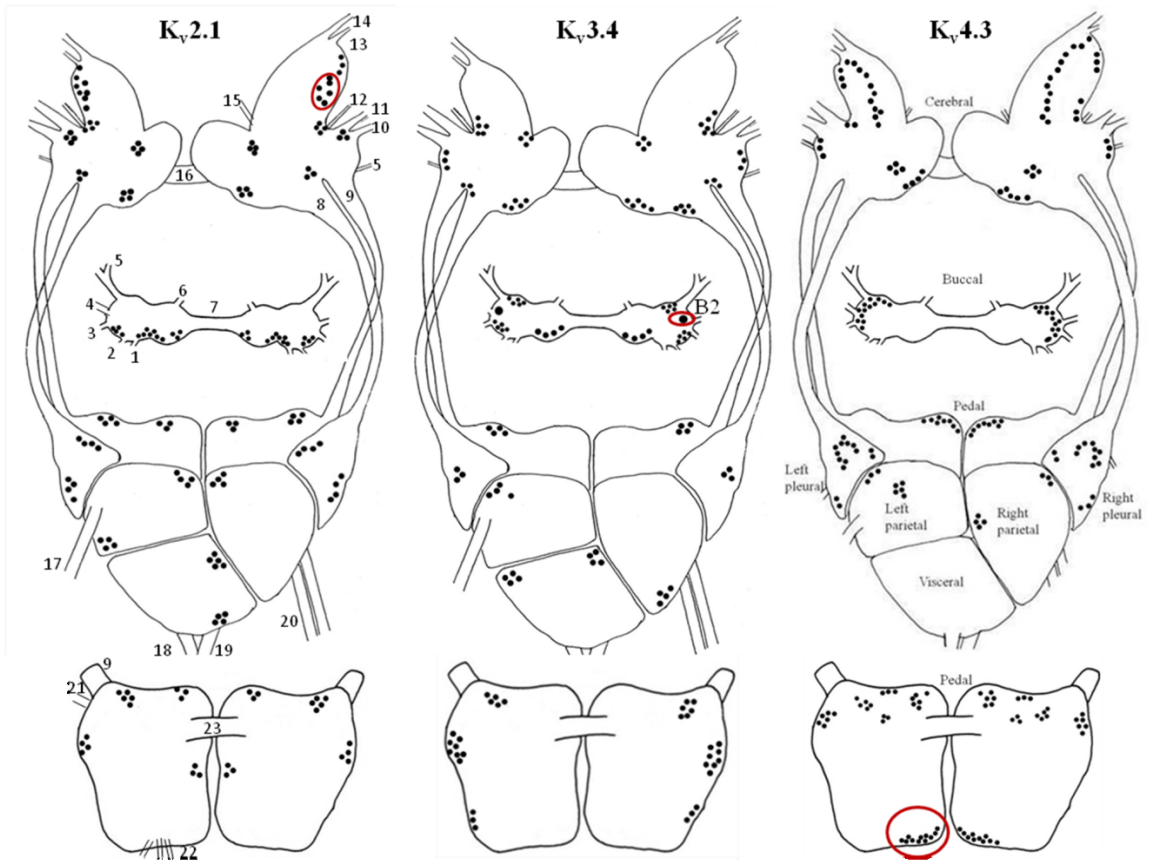 Kv2.1
Kv3.4
Kv4.3
14
13
15
12
11
10
Cerebral
16
5
8
9
5
4
6
7
3
2
1
B2
Buccal
Pedal
Left
pleural
Left
parietal
Right
parietal
Right
pleural
17
Visceral
20
18
19
9
21
23
22
Pedal